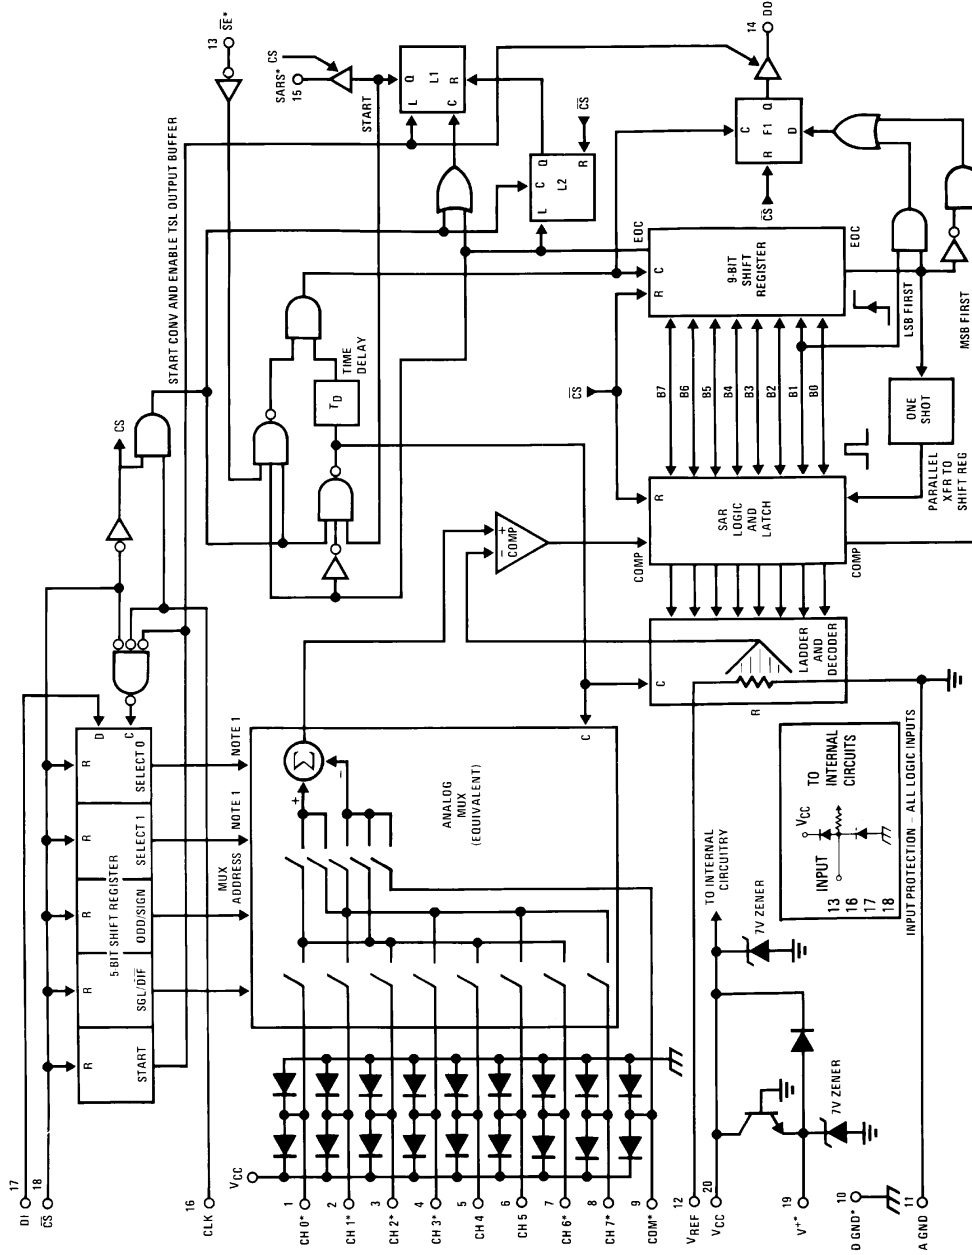 17
DI
18
C̅S̅
16
CLK
D
C
R
R
R
R
R
START
SGL/D̅I̅F̅
ODD/SIGN
SELECT 1
SELECT 0
5-BIT SHIFT REGISTER
MUX
ADDRESS
NOTE 1
NOTE 1
CS
START CONV AND ENABLE TSL OUTPUT BUFFER
13
S̅E̅*
SARS*
15
CS
START
L
Q
L1
C
R
L
C
Q
L2
R
C̅S̅
TIME
DELAY
TD
14
DO
C
Q
F1
R
D
C̅S̅
EOC
C
R
9-BIT
SHIFT
REGISTER
EOC
C̅S̅
B7
B6
B5
B4
B3
B2
B1
B0
LSB FIRST
MSB FIRST
ONE
SHOT
PARALLEL
XFR TO
SHIFT REG
COMP
R
SAR
LOGIC
AND
LATCH
COMP
+
−
COMP
C
R
LADDER
AND
DECODER
Σ
+
−
C
ANALOG
MUX
(EQUIVALENT)
VCC
1
CH 0*
2
CH 1*
3
CH 2*
4
CH 3*
5
CH 4
6
CH 5
7
CH 6*
8
CH 7*
9
COM*
12
VREF
20
VCC
19
V+*
10
D GND*
11
A GND
TO INTERNAL
CIRCUITRY
7V ZENER
7V ZENER
INPUT
VCC
TO
INTERNAL
CIRCUITS
13
16
17
18
INPUT PROTECTION – ALL LOGIC INPUTS